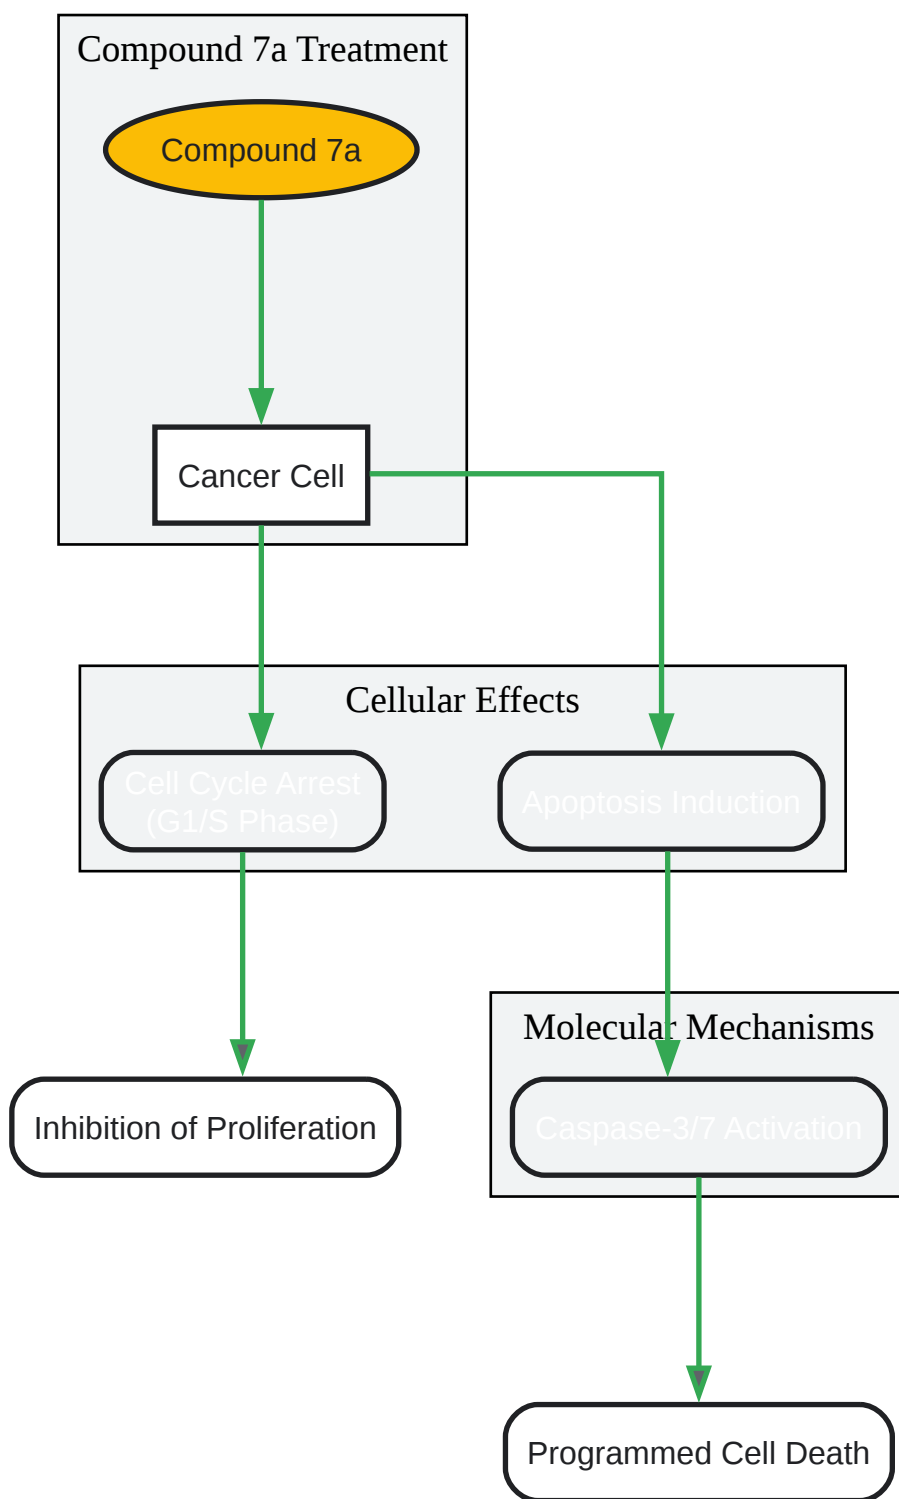 Compound 7a Treatment
Compound 7a
Cancer Cell
Cellular Effects
Cell Cycle Arrest
(G1/S Phase)
Apoptosis Induction
Molecular Mechanisms
Inhibition of Proliferation
Caspase-3/7 Activation
Programmed Cell Death